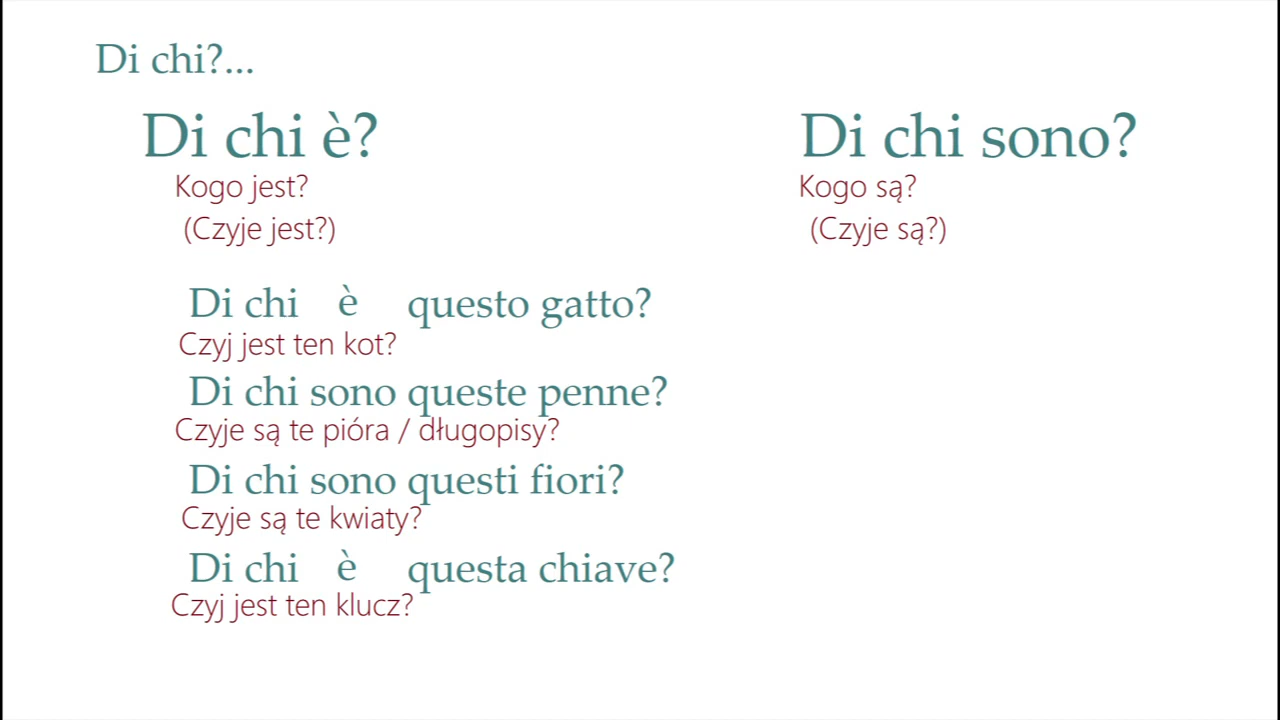 Di chi?...
Di chi è?
Kogo jest?
(Czyje jest?)
Di chi sono?
Kogo są?
(Czyje są?)
Di chi è questo gatto?
Czyj jest ten kot?
Di chi sono queste penne?
Czyje są te pióra / długopisy?
Di chi sono questi fiori?
Czyje są te kwiaty?
Di chi è questa chiave?
Czyj jest ten klucz?